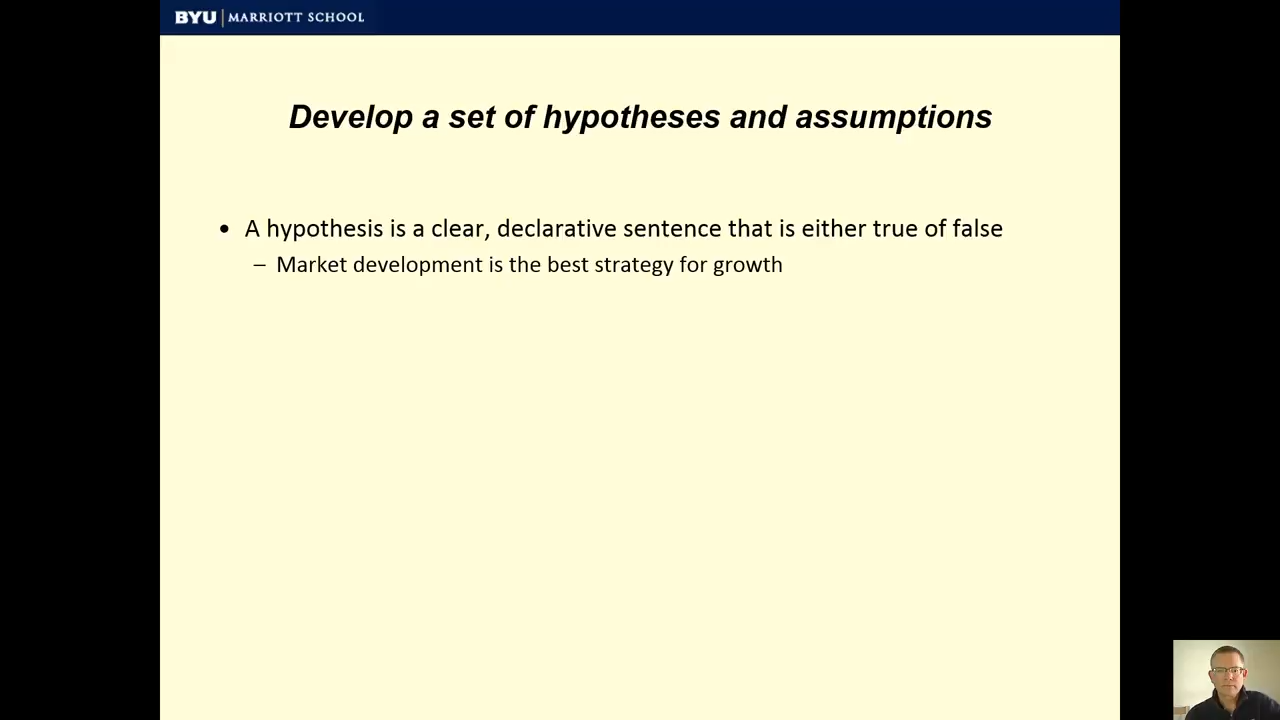 BYU | MARRIOTT SCHOOL
Develop a set of hypotheses and assumptions
• A hypothesis is a clear, declarative sentence that is either true of false
– Market development is the best strategy for growth